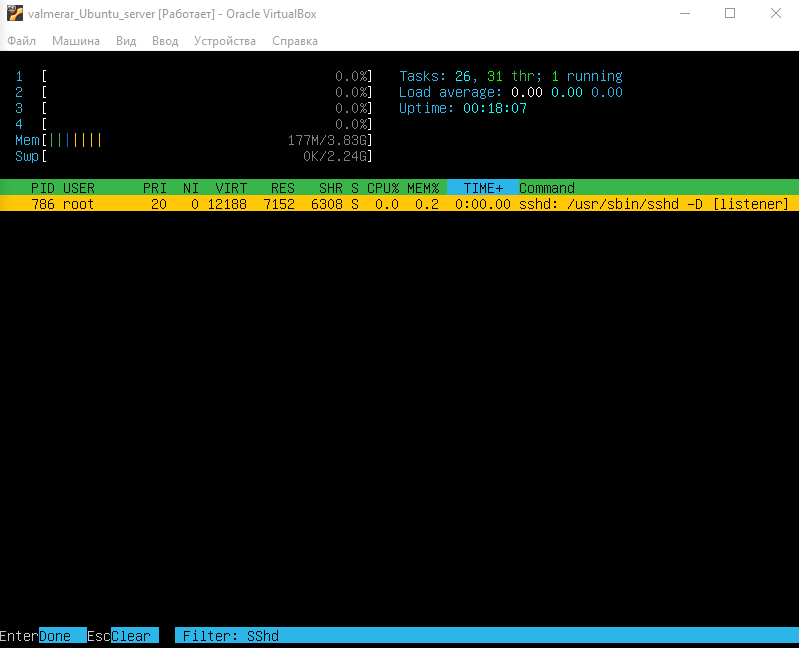 valmerar_Ubuntu_server [Работает] - Oracle VirtualBox
Файл Машина Вид Ввод Устройства Справка
1 [ 0.0%] Tasks: 26, 31 thr; 1 running
2 [ 0.0%] Load average: 0.00 0.00 0.00
3 [ 0.0%] Uptime: 00:18:07
4 [ 0.0%]
Mem[||||||| 177M/3.83G]
Swp[ 0K/2.24G]
PID USER PRI NI VIRT RES SHR S CPU% MEM% TIME+ Command
786 root 20 0 12188 7152 6308 S 0.0 0.2 0:00.00 sshd: /usr/sbin/sshd -D [listener]
EnterDone EscClear Filter: SShd